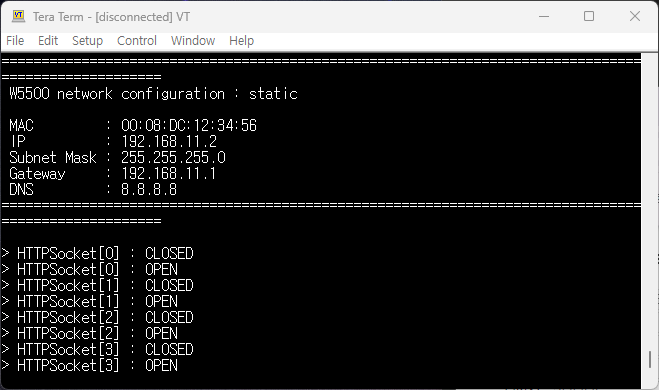 Tera Term - [disconnected] VT
File Edit Setup Control Window Help
================================================================================
====================
W5500 network configuration : static
MAC : 00:08:DC:12:34:56
IP : 192.168.11.2
Subnet Mask : 255.255.255.0
Gateway : 192.168.11.1
DNS : 8.8.8.8
================================================================================
====================
> HTTPSocket[0] : CLOSED
> HTTPSocket[0] : OPEN
> HTTPSocket[1] : CLOSED
> HTTPSocket[1] : OPEN
> HTTPSocket[2] : CLOSED
> HTTPSocket[2] : OPEN
> HTTPSocket[3] : CLOSED
> HTTPSocket[3] : OPEN